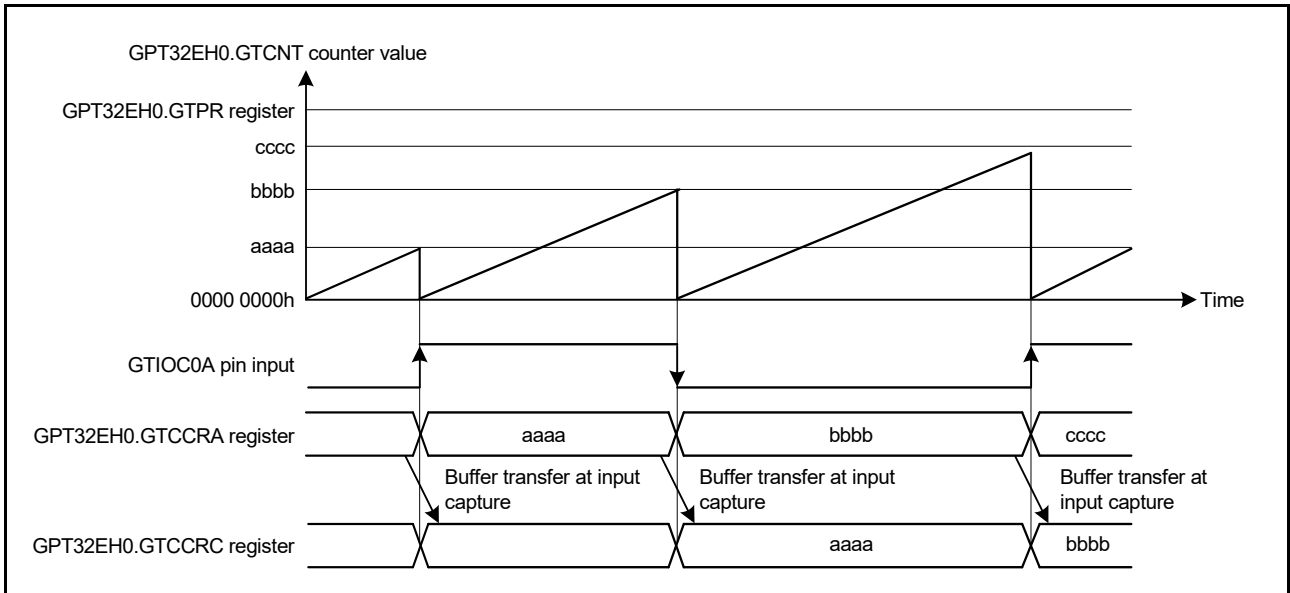 GPT32EH0.GTCNT counter value
GPT32EH0.GTPR register
cccc
bbbb
aaaa
0000 0000h
Time
GTIOC0A pin input
GPT32EH0.GTCCRA register
aaaa
bbbb
cccc
Buffer transfer at input
capture
Buffer transfer at input
capture
Buffer transfer at
input capture
GPT32EH0.GTCCRC register
aaaa
bbbb